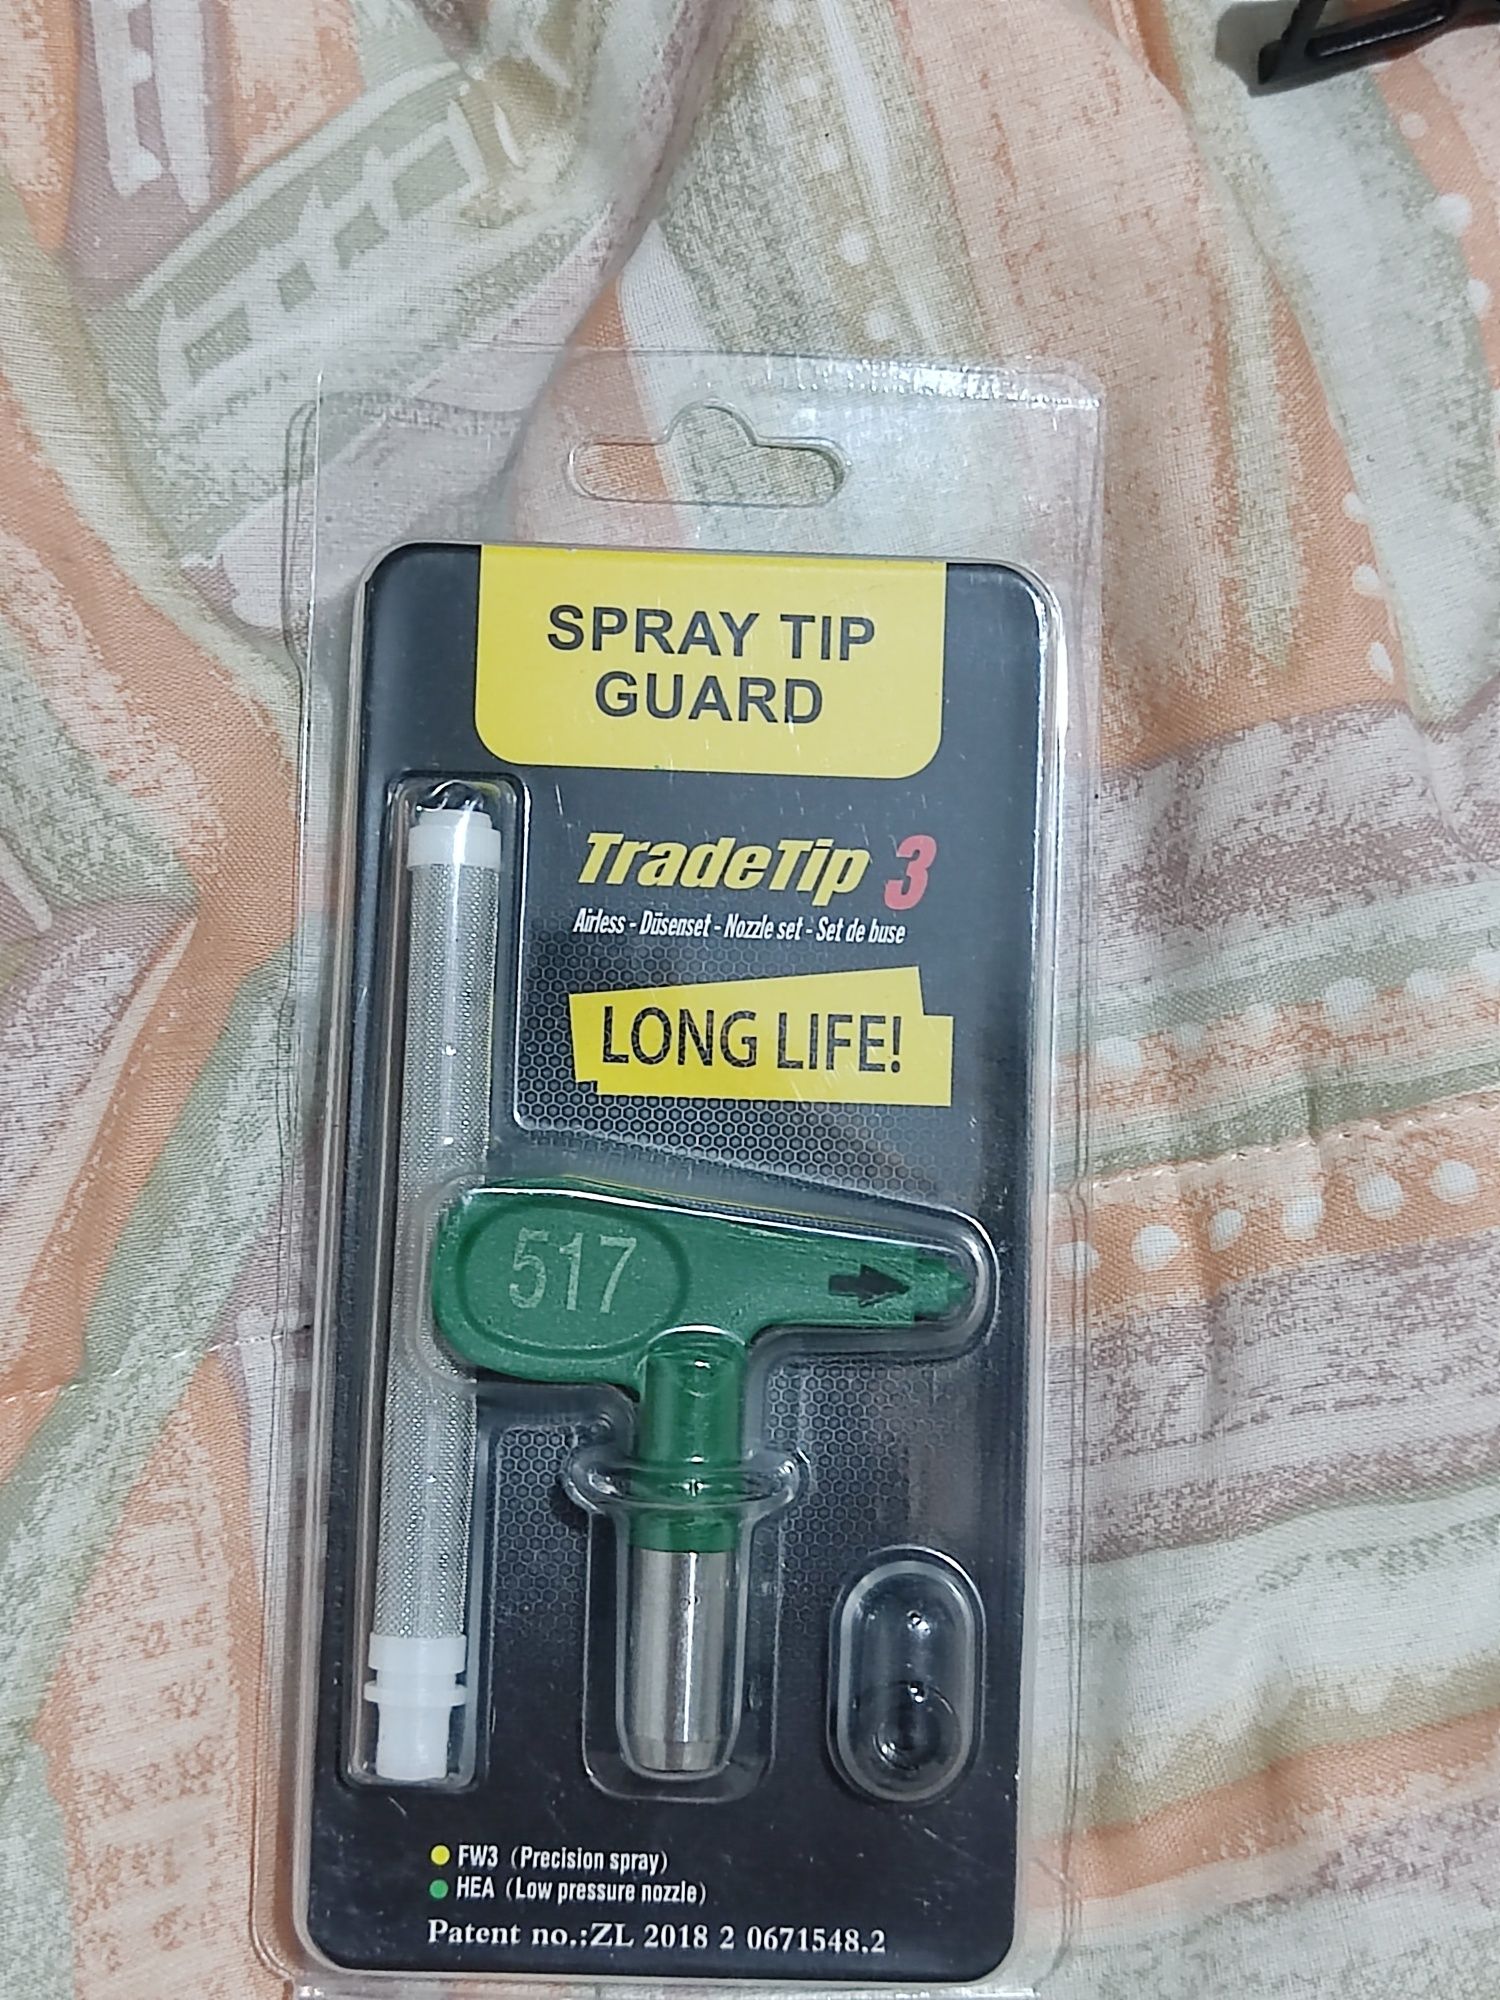 SPRAY TIP
GUARD
TradeTip 3
Airless - Düsenset - Nozzle set - Set de buse
LONG LIFE!
517
FW3 (Precision spray)
HEA (Low pressure nozzle)
Patent no.:ZL 2018 2 0671548.2